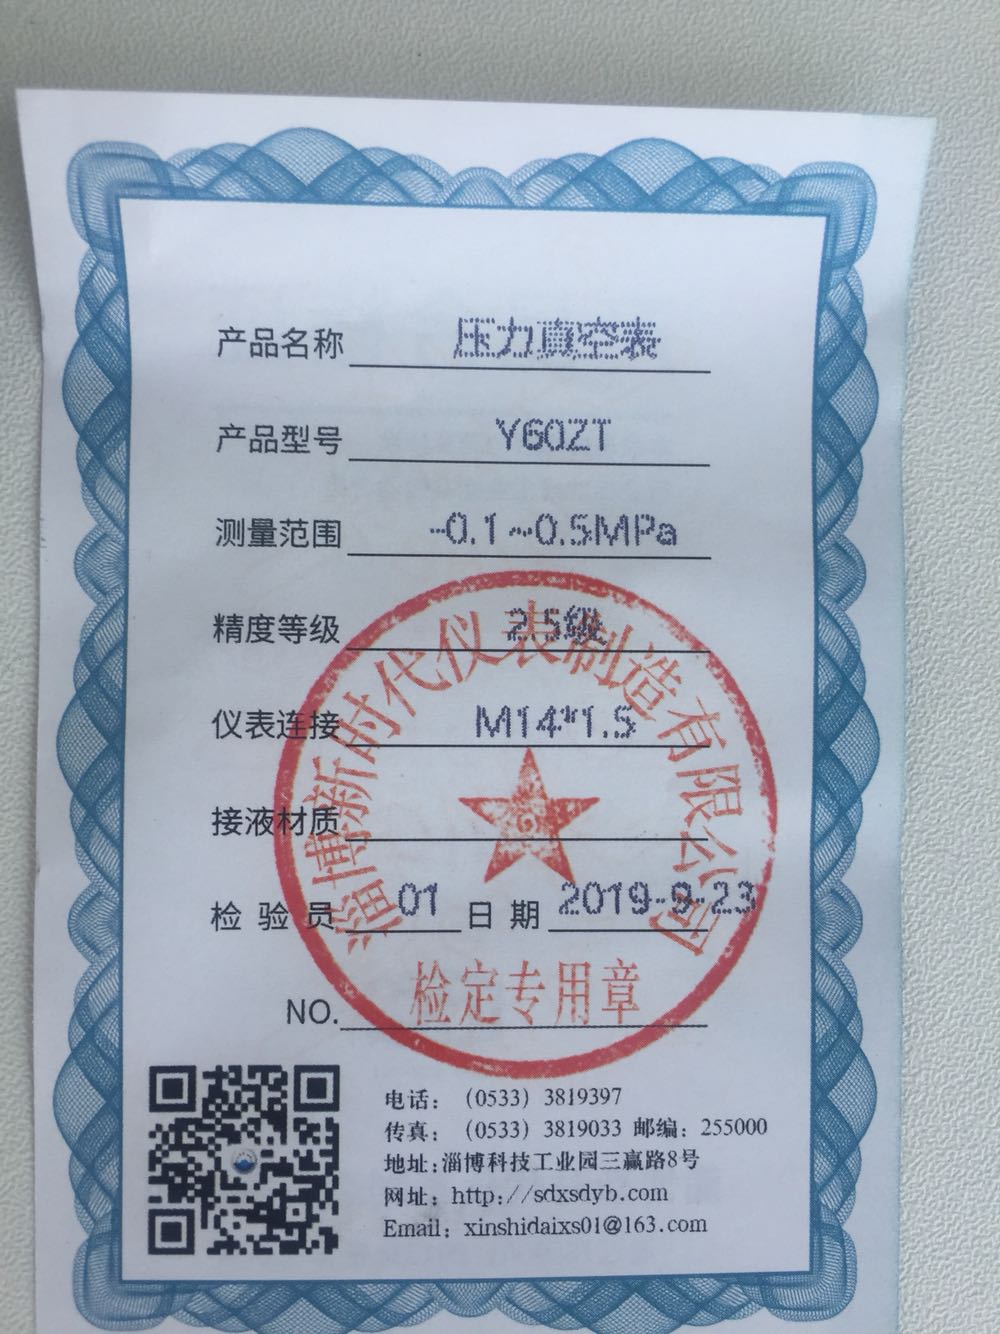 产品名称 压力真空表
产品型号 Y60ZT
测量范围 -0.1~0.5MPa
精度等级 2.5级
仪表连接 M14*1.5
接液材质
检验员 01 日期 2019-9-23
NO.
淄博新时代仪表制造有限公司
检定专用章
电话：（0533）3819397
传真：（0533）3819033 邮编：255000
地址:淄博科技工业园三赢路8号
网址：http://sdxsdyb.com
Email：xinshidaixs01@163.com